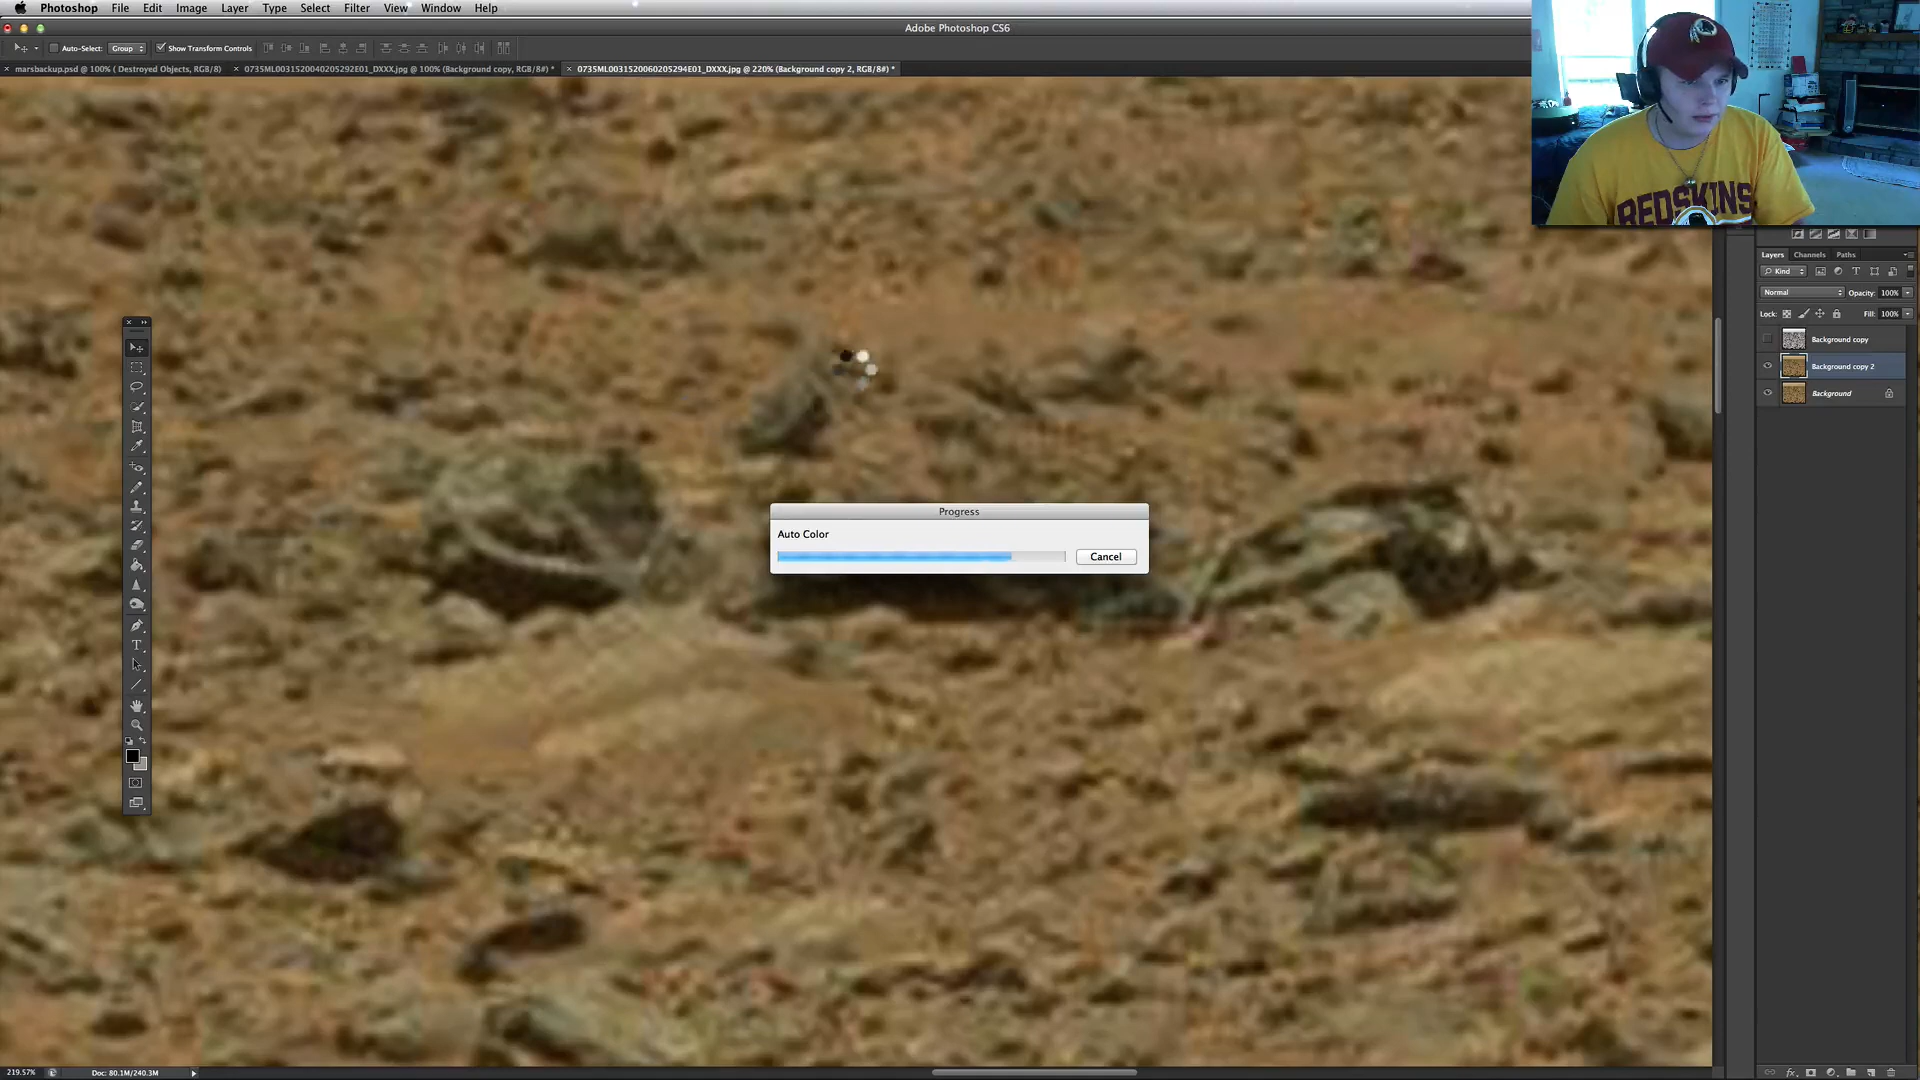 Photoshop File Edit Image Layer Type Select Filter View Window Help
Adobe Photoshop CS6
Auto-Select: Group Show Transform Controls
marsbackup.psd @ 100% ( Destroyed Objects, RGB/8)
0735ML0031520040205292E01_DXXX.jpg @ 100% (Background copy, RGB/8#) *
0735ML0031520060205294E01_DXXX.jpg @ 220% (Background copy 2, RGB/8#) *
REDSKINS
Layers Channels Paths
Kind
Normal Opacity: 100%
Lock: Fill: 100%
Background copy
Background copy 2
Background
Progress
Auto Color
Cancel
219.57% Doc: 80.1M/240.3M